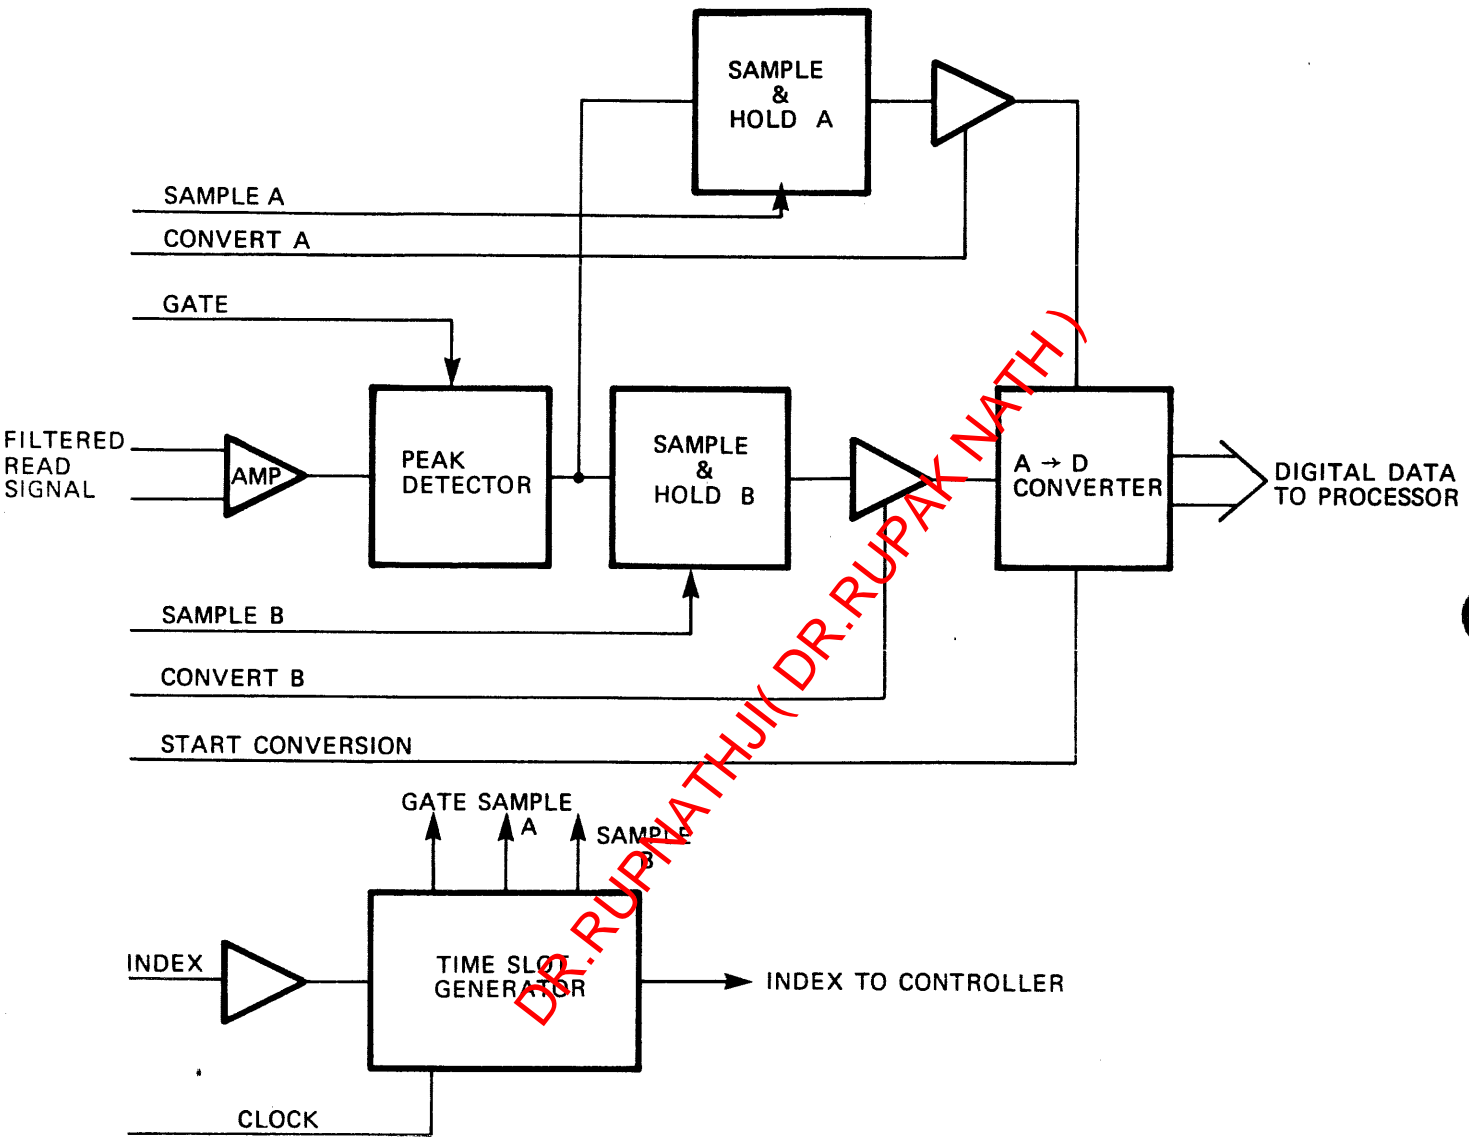 SAMPLE
&
HOLD A
SAMPLE A
CONVERT A
GATE
FILTERED
READ
SIGNAL
AMP
PEAK
DETECTOR
SAMPLE
&
HOLD B
A → D
CONVERTER
DIGITAL DATA
TO PROCESSOR
SAMPLE B
CONVERT B
START CONVERSION
GATE SAMPLE
A
SAMPLE
B
INDEX
TIME SLOT
GENERATOR
INDEX TO CONTROLLER
CLOCK
DR.RUPNATHJI( DR.RUPAK NATH )